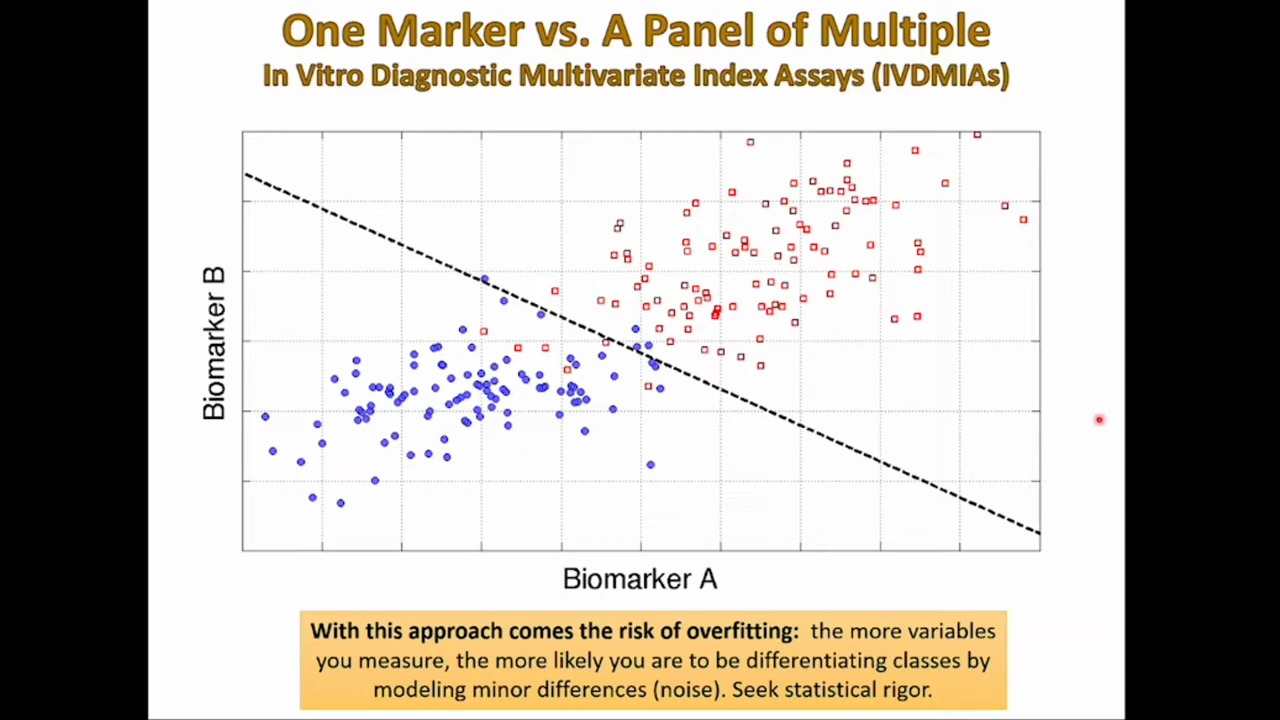 One Marker vs. A Panel of Multiple
In Vitro Diagnostic Multivariate Index Assays (IVDMIAs)
Biomarker B
Biomarker A
With this approach comes the risk of overfitting: the more variables
you measure, the more likely you are to be differentiating classes by
modeling minor differences (noise). Seek statistical rigor.